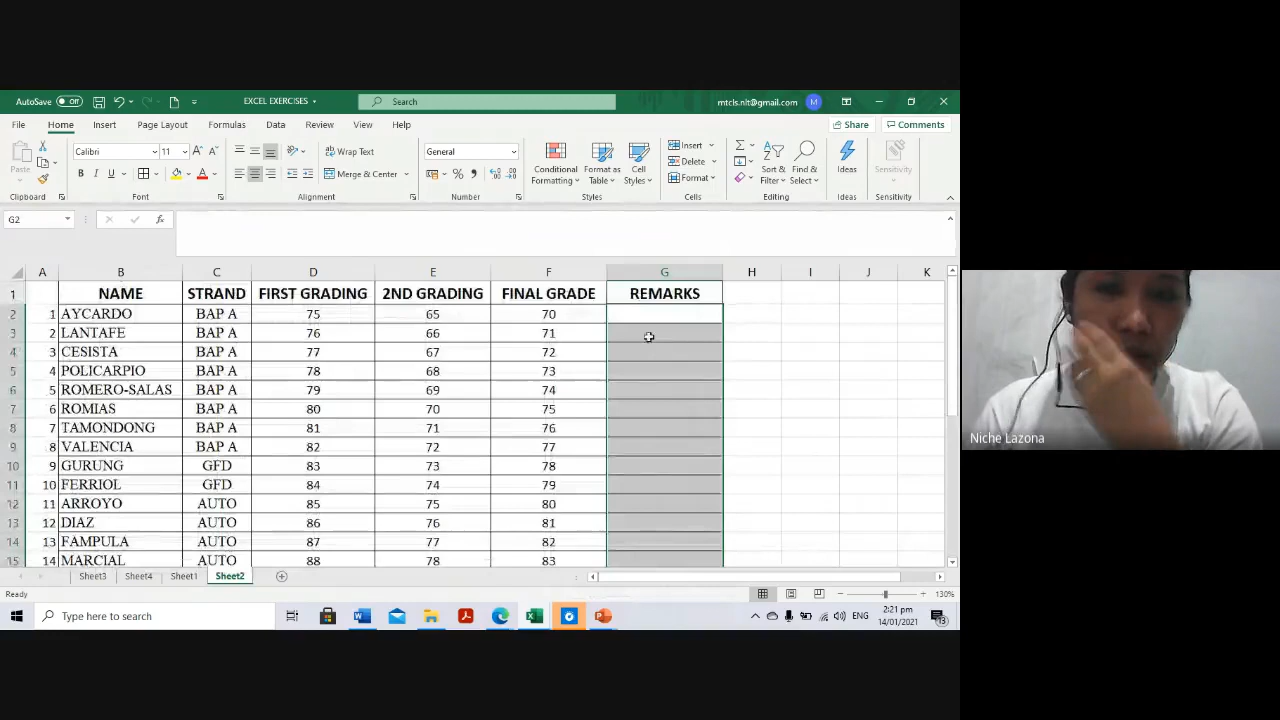 AutoSave Off EXCEL EXERCISES Search mtcls.nlt@gmail.com M
File Home Insert Page Layout Formulas Data Review View Help Share Comments
Paste Calibri 11 A A Wrap Text General Conditional Formatting Format as Table Cell Styles Insert Delete Format Sort & Filter Find & Select Ideas Sensitivity
B I U A Merge & Center % 
Clipboard Font Alignment Number Styles Cells Editing Ideas Sensitivity
G2 fx
A B C D E F G H I J K
1 NAME STRAND FIRST GRADING 2ND GRADING FINAL GRADE REMARKS
2 1 AYCARDO BAP A 75 65 70
3 2 LANTAFE BAP A 76 66 71
4 3 CESISTA BAP A 77 67 72
5 4 POLICARPIO BAP A 78 68 73
6 5 ROMERO-SALAS BAP A 79 69 74
7 6 ROMIAS BAP A 80 70 75
8 7 TAMONDONG BAP A 81 71 76
9 8 VALENCIA BAP A 82 72 77
10 9 GURUNG GFD 83 73 78
11 10 FERRIOL GFD 84 74 79
12 11 ARROYO AUTO 85 75 80
13 12 DIAZ AUTO 86 76 81
14 13 FAMPULA AUTO 87 77 82
15 14 MARCIAL AUTO 88 78 83
Sheet3 Sheet4 Sheet1 Sheet2
Ready 130%
Type here to search ENG 2:21 pm
14/01/2021
Niche Lazona